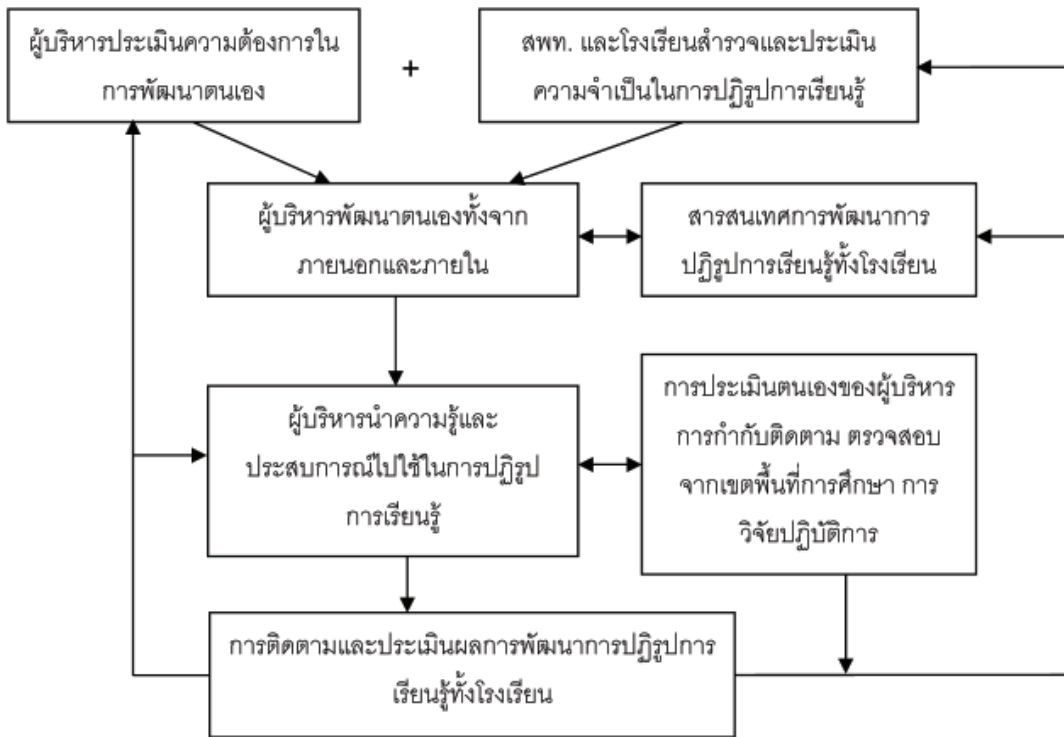 ผู้บริหารประเมินความต้องการใน
การพัฒนาตนเอง
+
สพท. และโรงเรียนสำรวจและประเมิน
ความจำเป็นในการปฏิรูปการเรียนรู้
ผู้บริหารพัฒนาตนเองทั้งจาก
ภายนอกและภายใน
สารสนเทศการพัฒนาการ
ปฏิรูปการเรียนรู้ทั้งโรงเรียน
ผู้บริหารนำความรู้และ
ประสบการณ์ไปใช้ในการปฏิรูป
การเรียนรู้
การประเมินตนเองของผู้บริหาร
การกำกับติดตาม ตรวจสอบ
จากเขตพื้นที่การศึกษา การ
วิจัยปฏิบัติการ
การติดตามและประเมินผลการพัฒนาการปฏิรูปการ
เรียนรู้ทั้งโรงเรียน